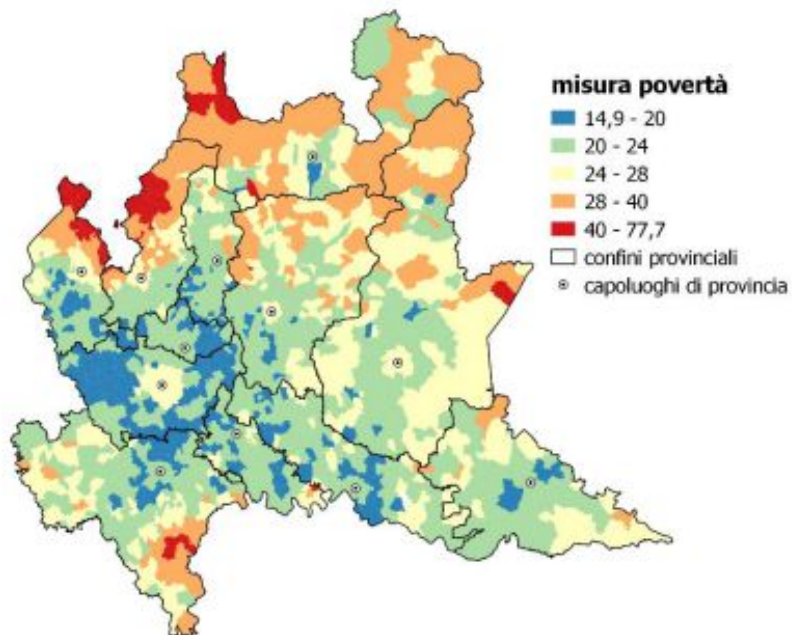 misura povertà
14,9 - 20
20 - 24
24 - 28
28 - 40
40 - 77,7
confini provinciali
capoluoghi di provincia